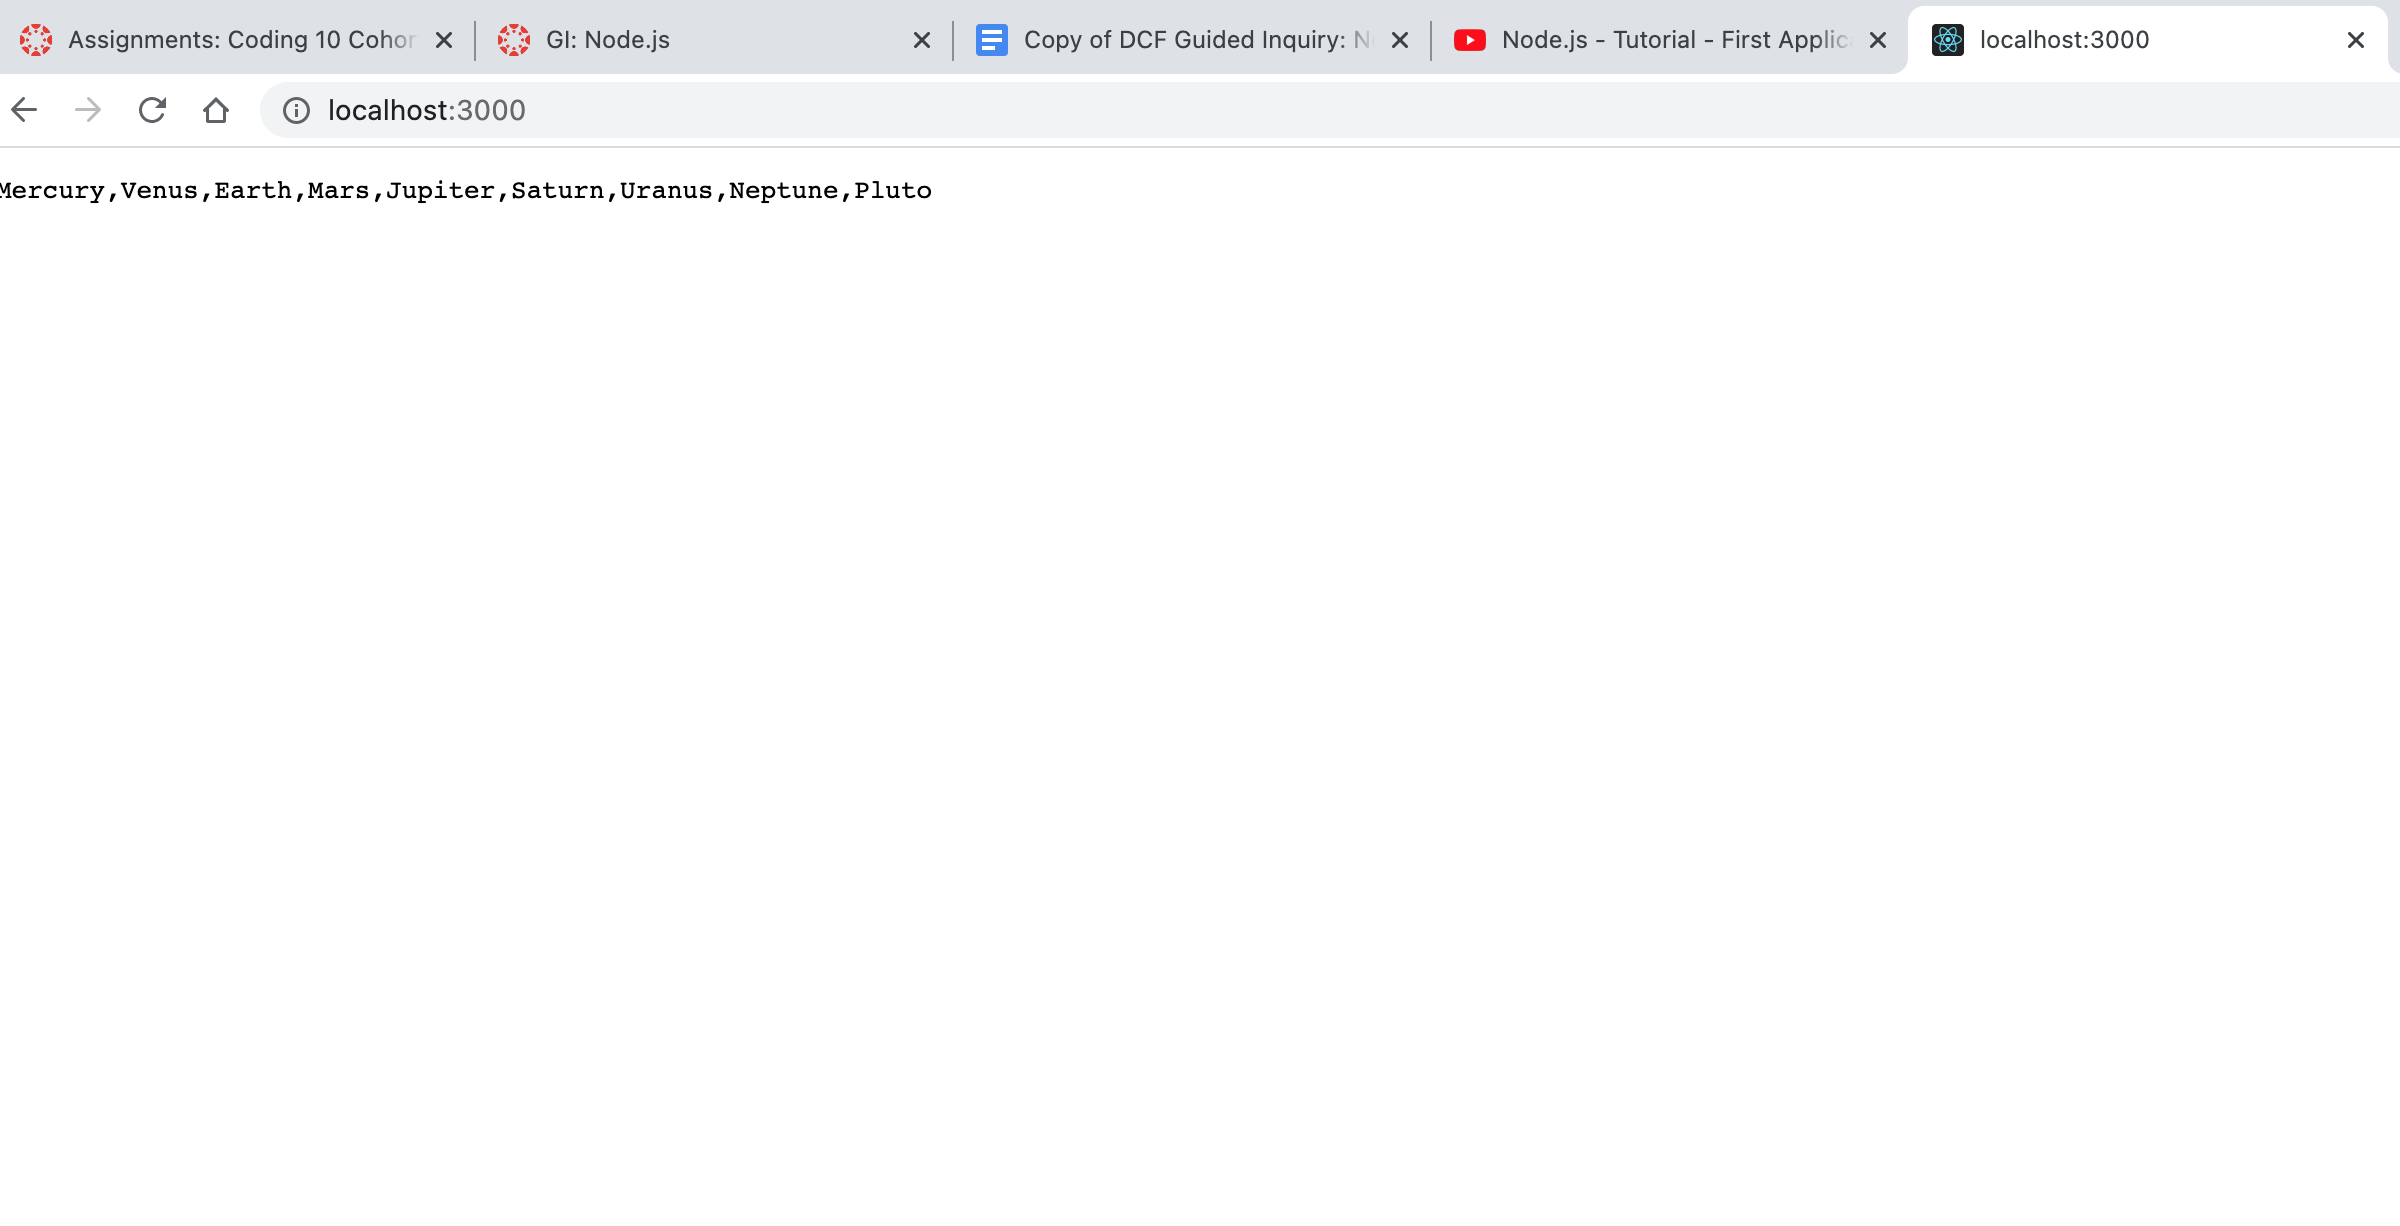 Assignments: Coding 10 Cohor
GI: Node.js
Copy of DCF Guided Inquiry: N
Node.js - Tutorial - First Applic
localhost:3000
localhost:3000
Mercury,Venus,Earth,Mars,Jupiter,Saturn,Uranus,Neptune,Pluto